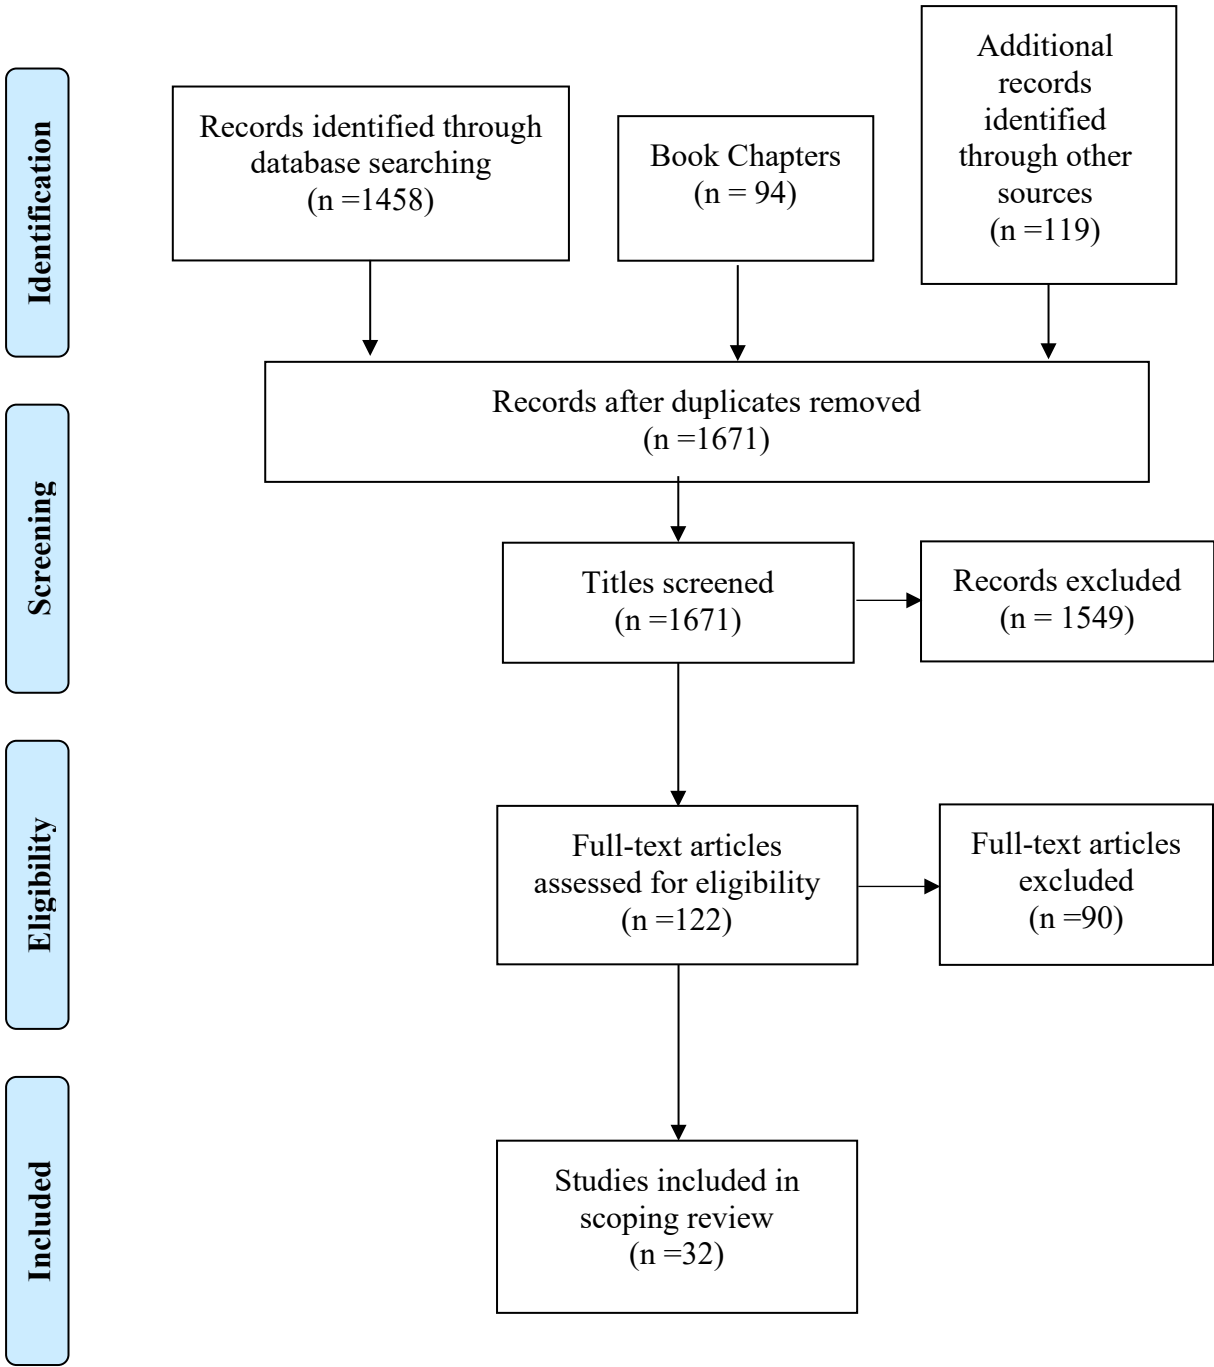 Identification
Records identified through
database searching
(n =1458)
Book Chapters
(n = 94)
Additional
records
identified
through other
sources
(n =119)
Records after duplicates removed
(n =1671)
Screening
Titles screened
(n =1671)
Records excluded
(n = 1549)
Eligibility
Full-text articles
assessed for eligibility
(n =122)
Full-text articles
excluded
(n =90)
Included
Studies included in
scoping review
(n =32)